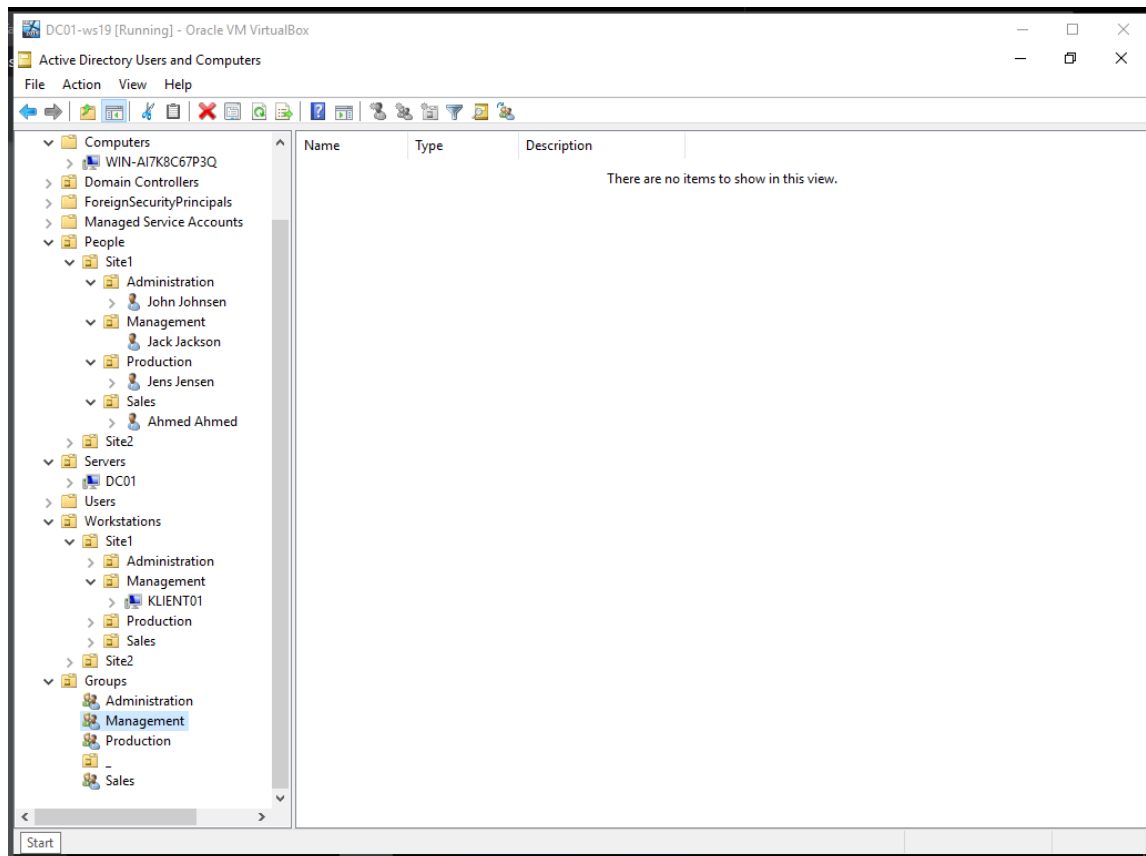 DC01-ws19 [Running] - Oracle VM VirtualBox
Active Directory Users and Computers
File Action View Help
Name Type Description
There are no items to show in this view.
Computers
WIN-AI7K8C67P3Q
Domain Controllers
ForeignSecurityPrincipals
Managed Service Accounts
People
Site1
Administration
John Johnsen
Management
Jack Jackson
Production
Jens Jensen
Sales
Ahmed Ahmed
Site2
Servers
DC01
Users
Workstations
Site1
Administration
Management
KLIENT01
Production
Sales
Site2
Groups
Administration
Management
Production
_
Sales
Start